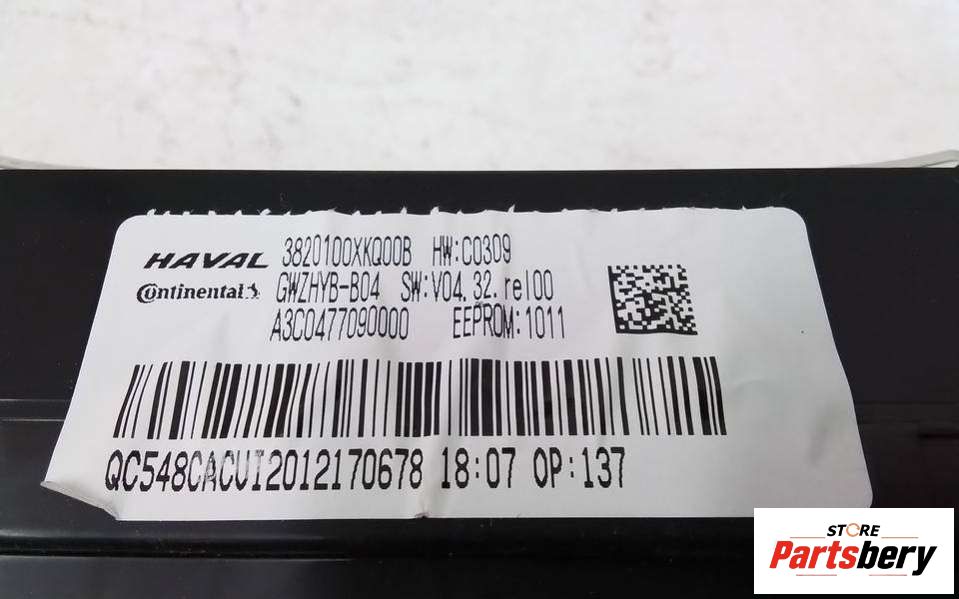 HAVAL 3820100XKQ00B HW:C0309
Continental GWZHYB-B04 SW:V04.32.rel00
A3C0477090000 EEPROM:1011
QC548CACVI2012170678 18:07 OP:137
STORE
Partsbery